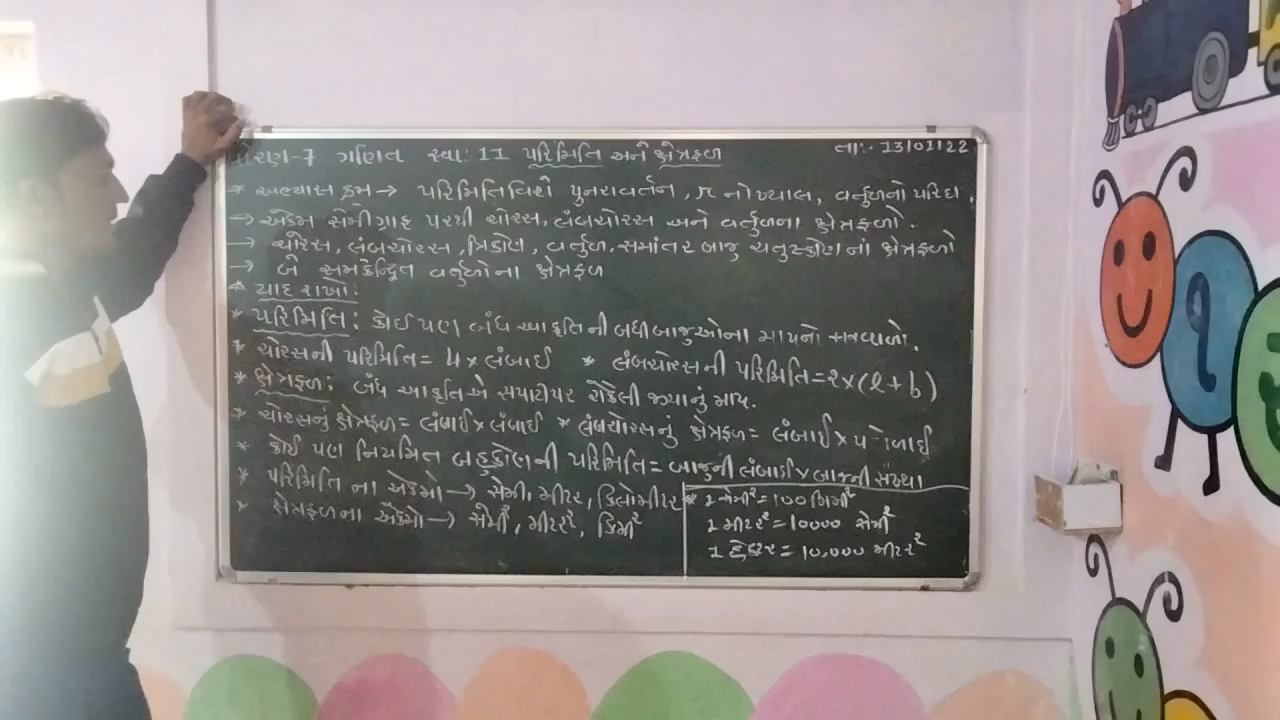 ધોરણ-7 ગણિત સ્વા: 11 પરિમિતિ અને ક્ષેત્રફળ તા:- 13/01/22
* અભ્યાસ ક્રમ → પરિમિતિ વિશે પુનરાવર્તન, π નો ખ્યાલ, વર્તુળનો પરિઘ.
→ એકમ સેમીગ્રાફ પરથી ચોરસ, લંબચોરસ અને વર્તુળના ક્ષેત્રફળો.
→ ચોરસ, લંબચોરસ, ત્રિકોણ, વર્તુળ, સમાંતર બાજુ ચતુષ્કોણનાં ક્ષેત્રફળો
→ બે સમકેન્દ્રિત વર્તુળોના ક્ષેત્રફળ
* યાદ રાખો:
* પરિમિતિ: કોઈ પણ બંધ આકૃતિની બધી બાજુઓના માપનો સરવાળો.
* ચોરસની પરિમિતિ = 4 × લંબાઈ * લંબચોરસની પરિમિતિ = 2 × (l + b)
* ક્ષેત્રફળ: બંધ આકૃતિએ સપાટીપર રોકેલી જગ્યાનું માપ.
* ચોરસનું ક્ષેત્રફળ = લંબાઈ × લંબાઈ * લંબચોરસનું ક્ષેત્રફળ = લંબાઈ × પહોળાઈ
* કોઈ પણ નિયમિત બહુકોણની પરિમિતિ = બાજુની લંબાઈ × બાજુની સંખ્યા
* પરિમિતિ ના એકમો → સેમી, મીટર, કિલોમીટર
* ક્ષેત્રફળના એકમો → સેમી², મીટર², કિમી²
* 1 સેમી² = 100 મિમી²
1 મીટર² = 10000 સેમી²
1 હેક્ટર = 10,000 મીટર²